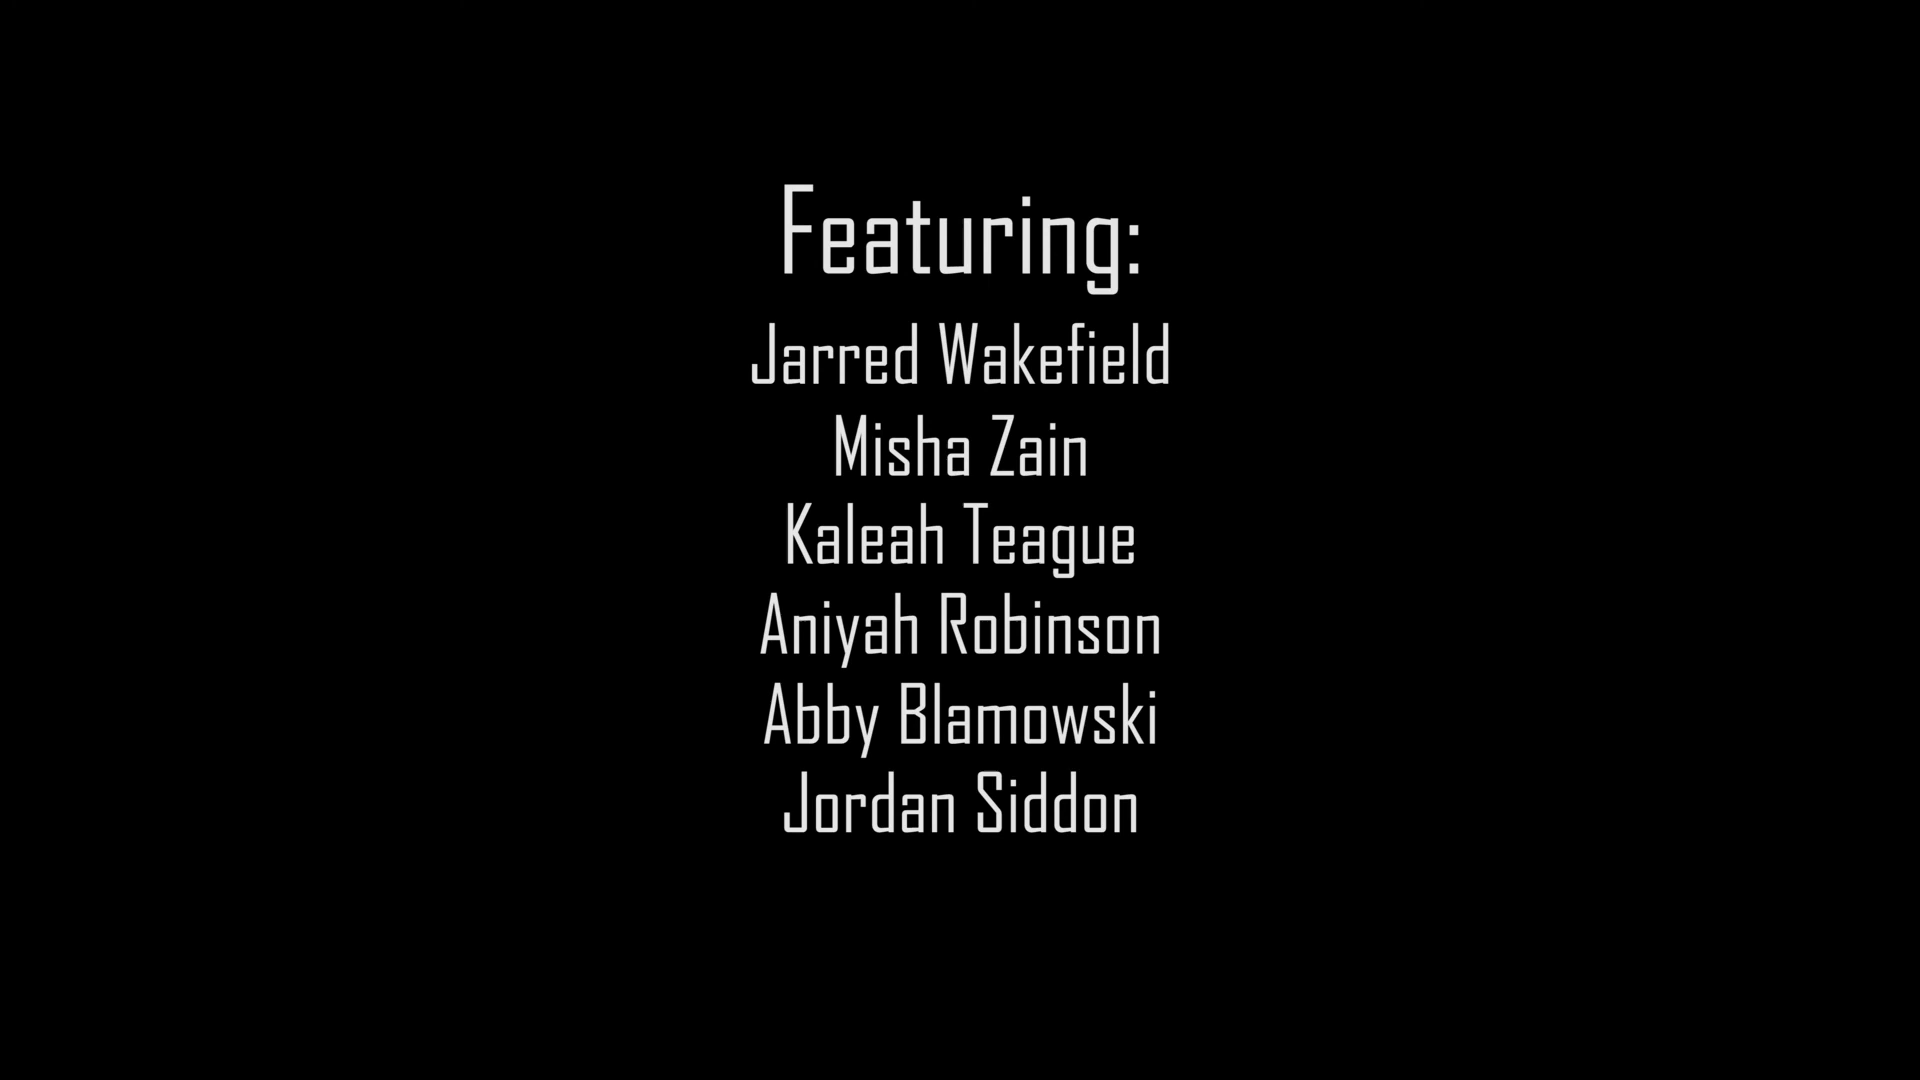 Featuring:
Jarred Wakefield
Misha Zain
Kaleah Teague
Aniyah Robinson
Abby Blamowski
Jordan Siddon